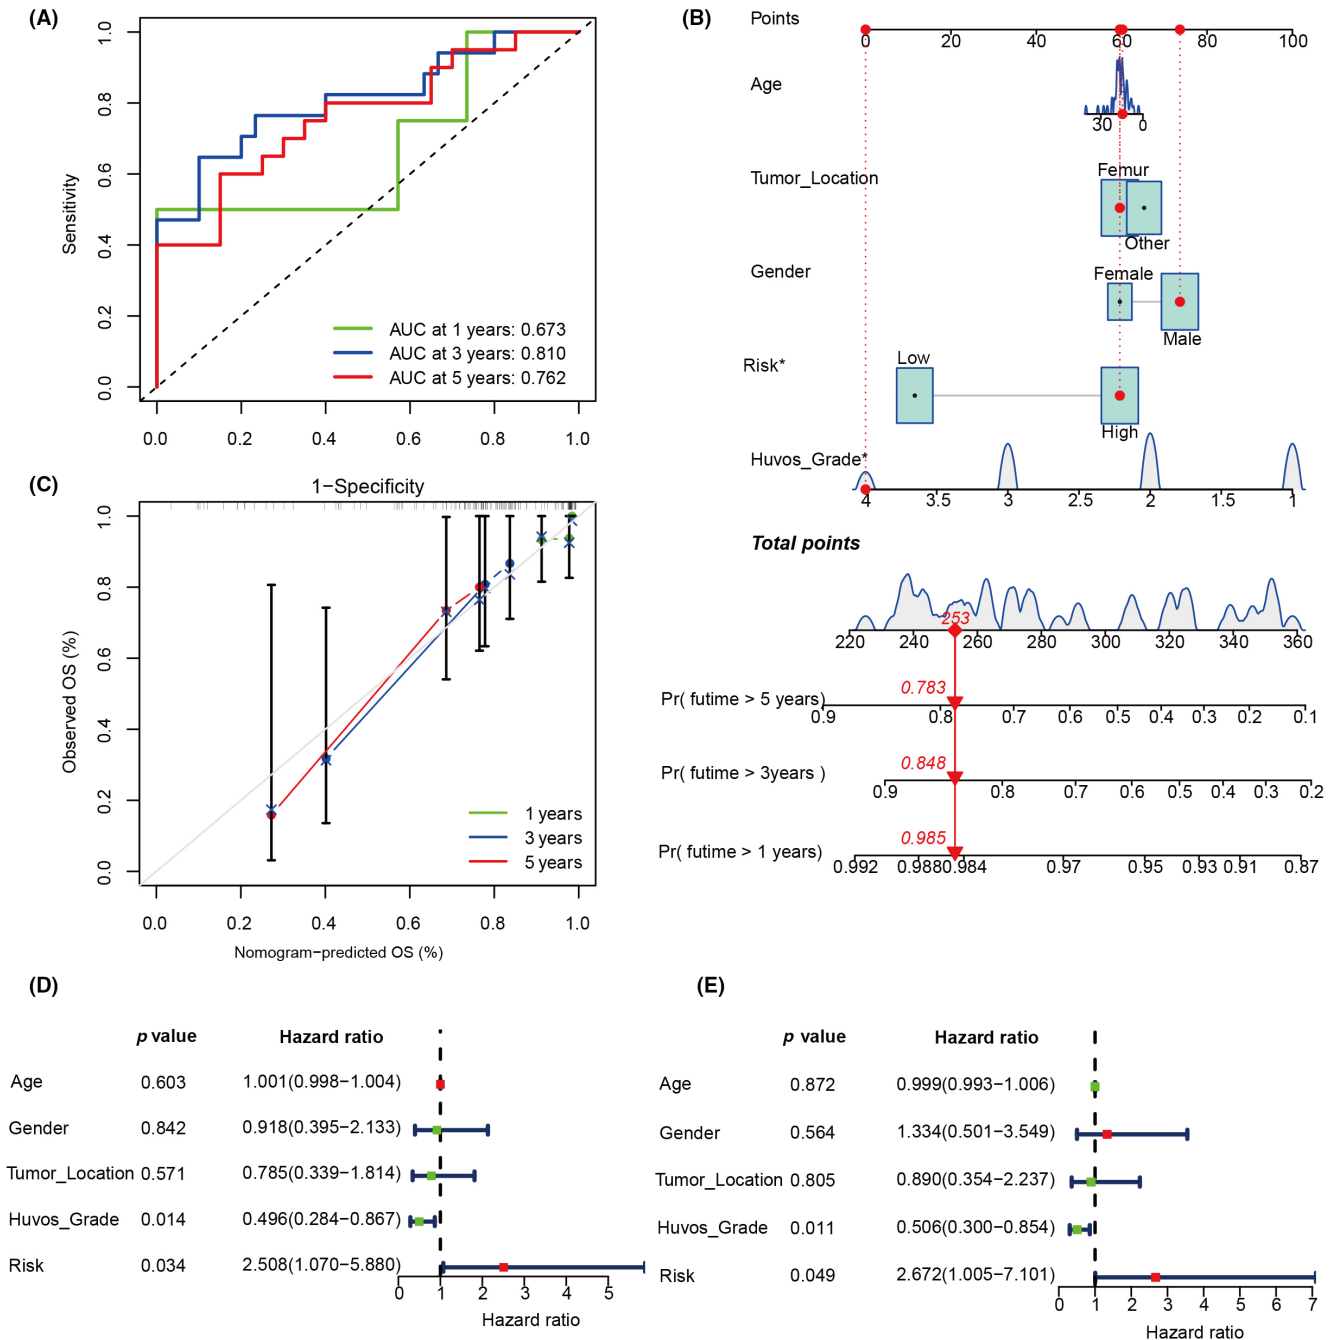 (A)
1.0
0.8
0.6
0.4
0.2
0.0
Sensitivity
AUC at 1 years: 0.673
AUC at 3 years: 0.810
AUC at 5 years: 0.762
0.0 0.2 0.4 0.6 0.8 1.0
1−Specificity
(B)
Points
0 20 40 60 80 100
Age
30 0
Tumor_Location
Femur
Other
Gender
Female
Male
Risk*
Low
High
Huvos_Grade*
4 3.5 3 2.5 2 1.5 1
Total points
253
220 240 260 280 300 320 340 360
0.783
Pr( futime > 5 years)
0.9 0.8 0.7 0.6 0.5 0.4 0.3 0.2 0.1
0.848
Pr( futime > 3years )
0.9 0.8 0.7 0.6 0.5 0.4 0.3 0.2
0.985
Pr( futime > 1 years)
0.992 0.988 0.984 0.97 0.95 0.93 0.91 0.87
(C)
1.0
0.8
0.6
0.4
0.2
0.0
Observed OS (%)
1 years
3 years
5 years
0.0 0.2 0.4 0.6 0.8 1.0
Nomogram−predicted OS (%)
(D)
p value Hazard ratio
Age 0.603 1.001(0.998−1.004)
Gender 0.842 0.918(0.395−2.133)
Tumor_Location 0.571 0.785(0.339−1.814)
Huvos_Grade 0.014 0.496(0.284−0.867)
Risk 0.034 2.508(1.070−5.880)
0 1 2 3 4 5
Hazard ratio
(E)
p value Hazard ratio
Age 0.872 0.999(0.993−1.006)
Gender 0.564 1.334(0.501−3.549)
Tumor_Location 0.805 0.890(0.354−2.237)
Huvos_Grade 0.011 0.506(0.300−0.854)
Risk 0.049 2.672(1.005−7.101)
0 1 2 3 4 5 6 7
Hazard ratio